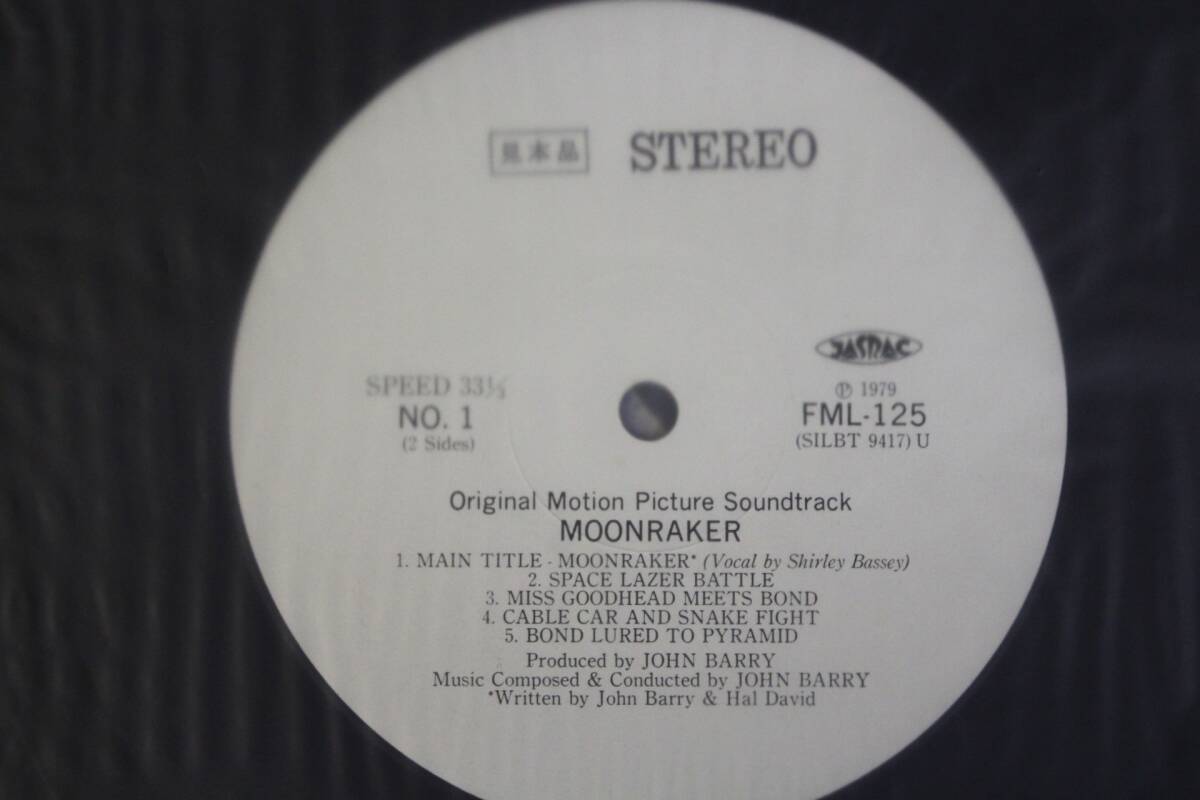 見本品 STEREO
JASRAC
SPEED 33⅓
NO. 1
(2 Sides)
℗ 1979
FML-125
(SILBT 9417) U
Original Motion Picture Soundtrack
MOONRAKER
1. MAIN TITLE - MOONRAKER* (Vocal by Shirley Bassey)
2. SPACE LAZER BATTLE
3. MISS GOODHEAD MEETS BOND
4. CABLE CAR AND SNAKE FIGHT
5. BOND LURED TO PYRAMID
Produced by JOHN BARRY
Music Composed & Conducted by JOHN BARRY
*Written by John Barry & Hal David